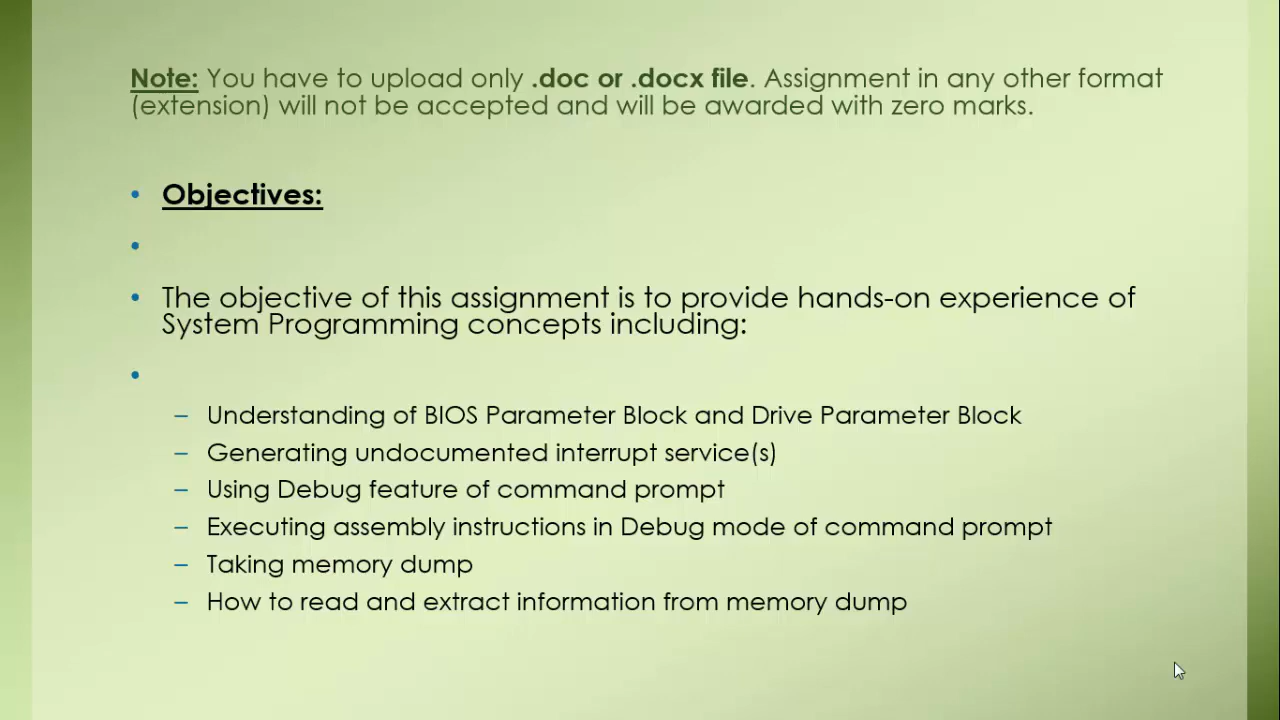 Note: You have to upload only .doc or .docx file. Assignment in any other format
(extension) will not be accepted and will be awarded with zero marks.
• Objectives:
•
• The objective of this assignment is to provide hands-on experience of
System Programming concepts including:
•
– Understanding of BIOS Parameter Block and Drive Parameter Block
– Generating undocumented interrupt service(s)
– Using Debug feature of command prompt
– Executing assembly instructions in Debug mode of command prompt
– Taking memory dump
– How to read and extract information from memory dump